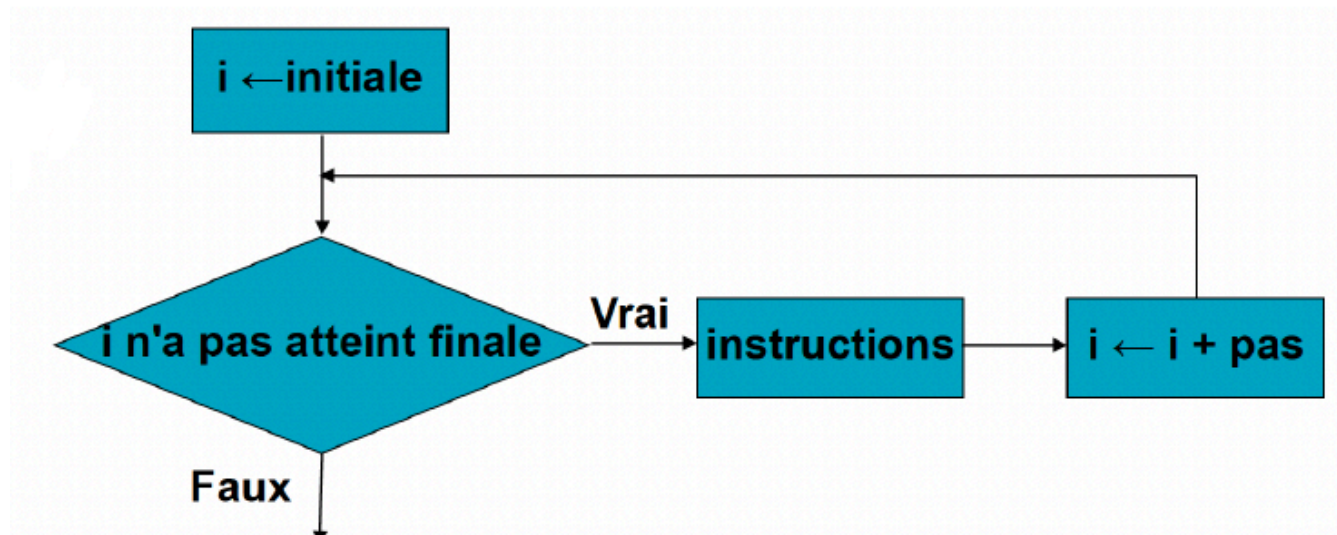 i ←initiale
i n'a pas atteint finale
Vrai
instructions
i ← i + pas
Faux